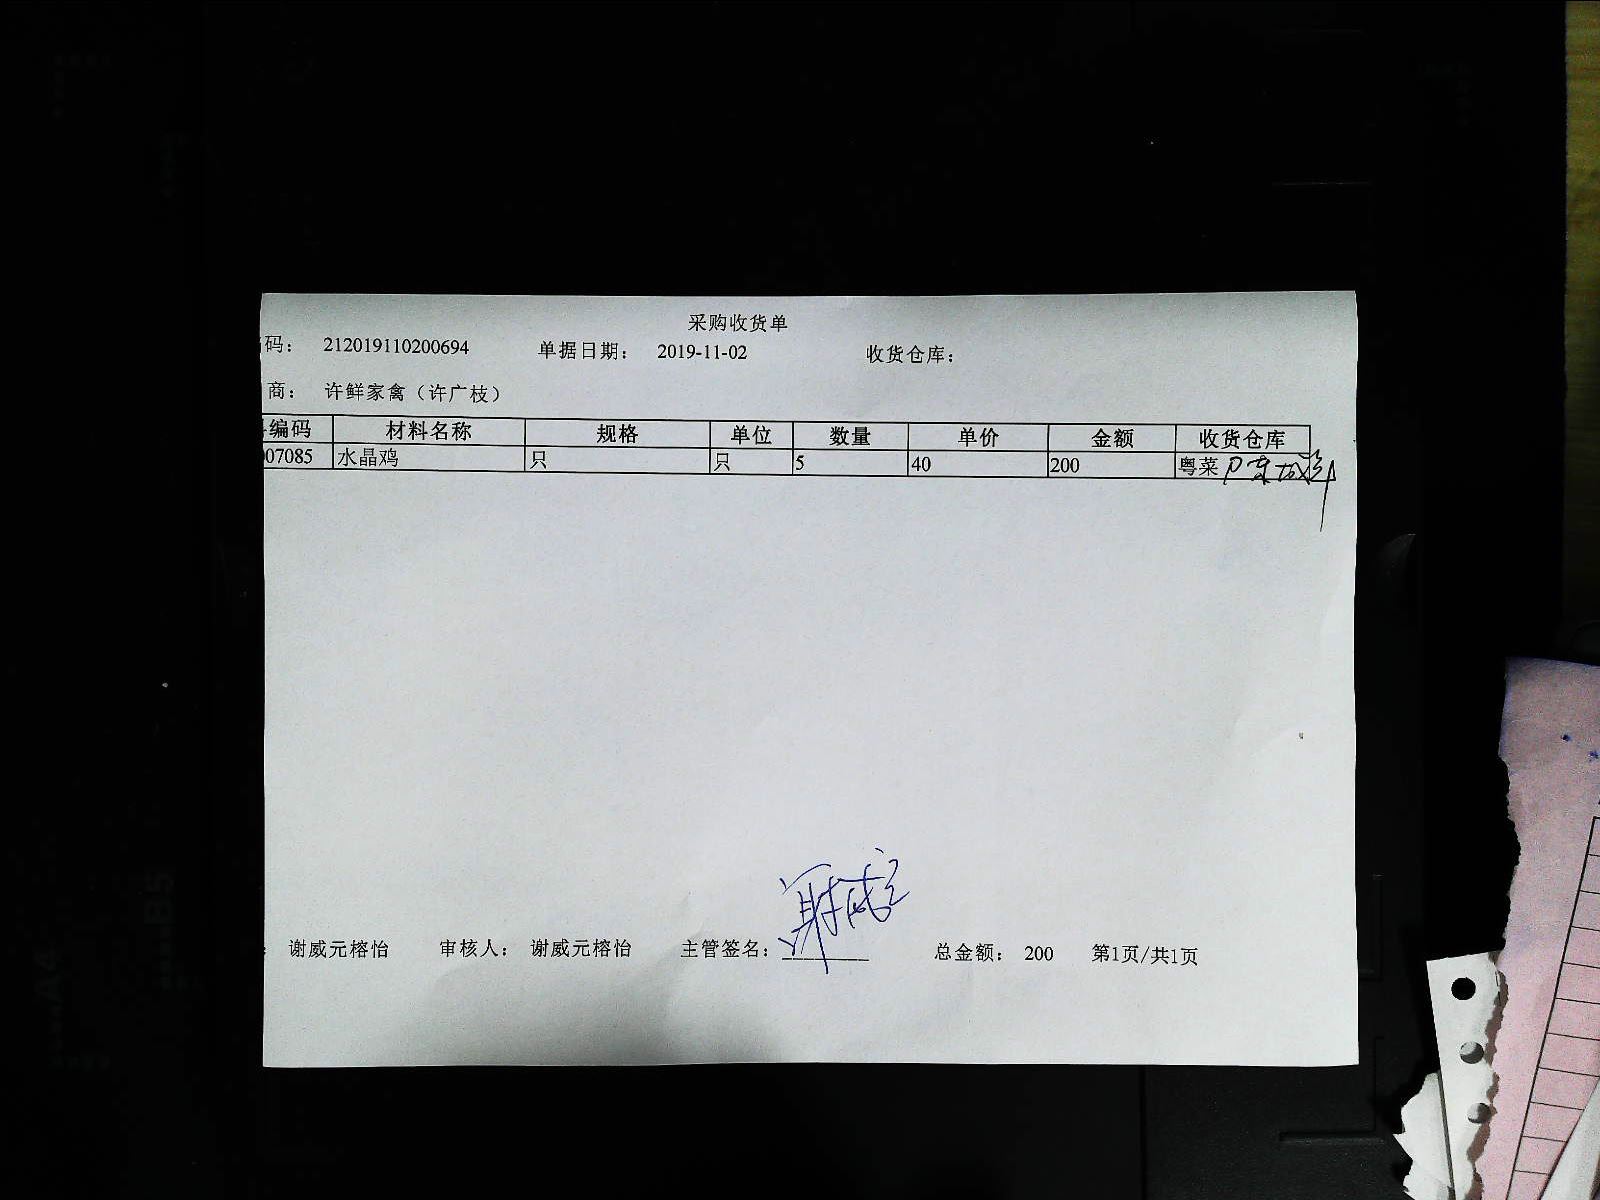 采购收货单
码： 212019110200694 单据日期： 2019-11-02 收货仓库：
商： 许鲜家禽（许广枝）
编码 材料名称 规格 单位 数量 单价 金额 收货仓库
07085 水晶鸡 只 只 5 40 200 粤菜
谢威元榕怡 审核人： 谢威元榕怡 主管签名： 总金额： 200 第1页/共1页